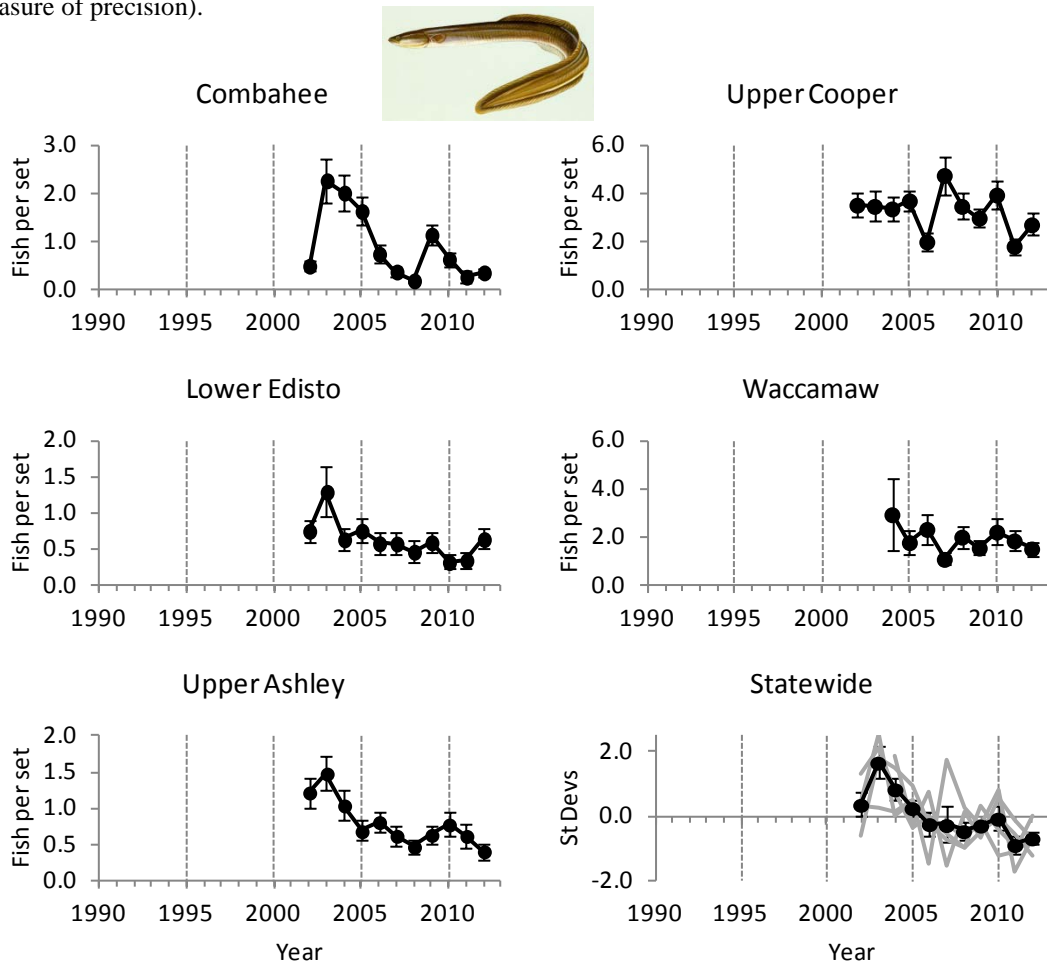 asure of precision).
Combahee
Fish per set
3.0
2.0
1.0
0.0
1990 1995 2000 2005 2010
Upper Cooper
Fish per set
6.0
4.0
2.0
0.0
1990 1995 2000 2005 2010
Lower Edisto
Fish per set
2.0
1.5
1.0
0.5
0.0
1990 1995 2000 2005 2010
Waccamaw
Fish per set
6.0
4.0
2.0
0.0
1990 1995 2000 2005 2010
Upper Ashley
Fish per set
2.0
1.5
1.0
0.5
0.0
1990 1995 2000 2005 2010
Year
Statewide
St Devs
2.0
0.0
-2.0
1990 1995 2000 2005 2010
Year